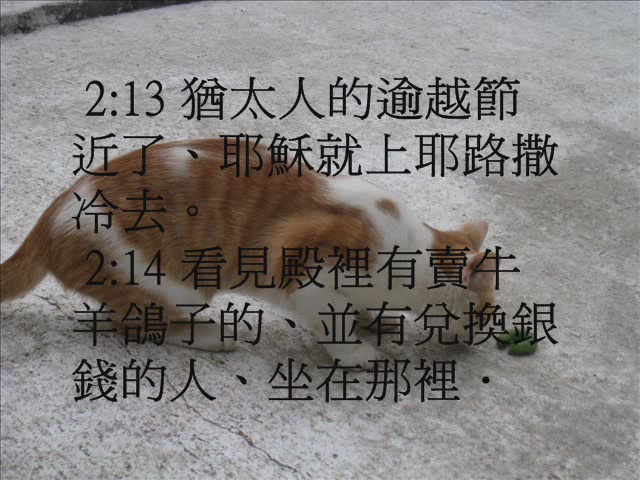 2:13 猶太人的逾越節
近了、耶穌就上耶路撒
冷去。
2:14 看見殿裡有賣牛
羊鴿子的、並有兌換銀
錢的人、坐在那裡．